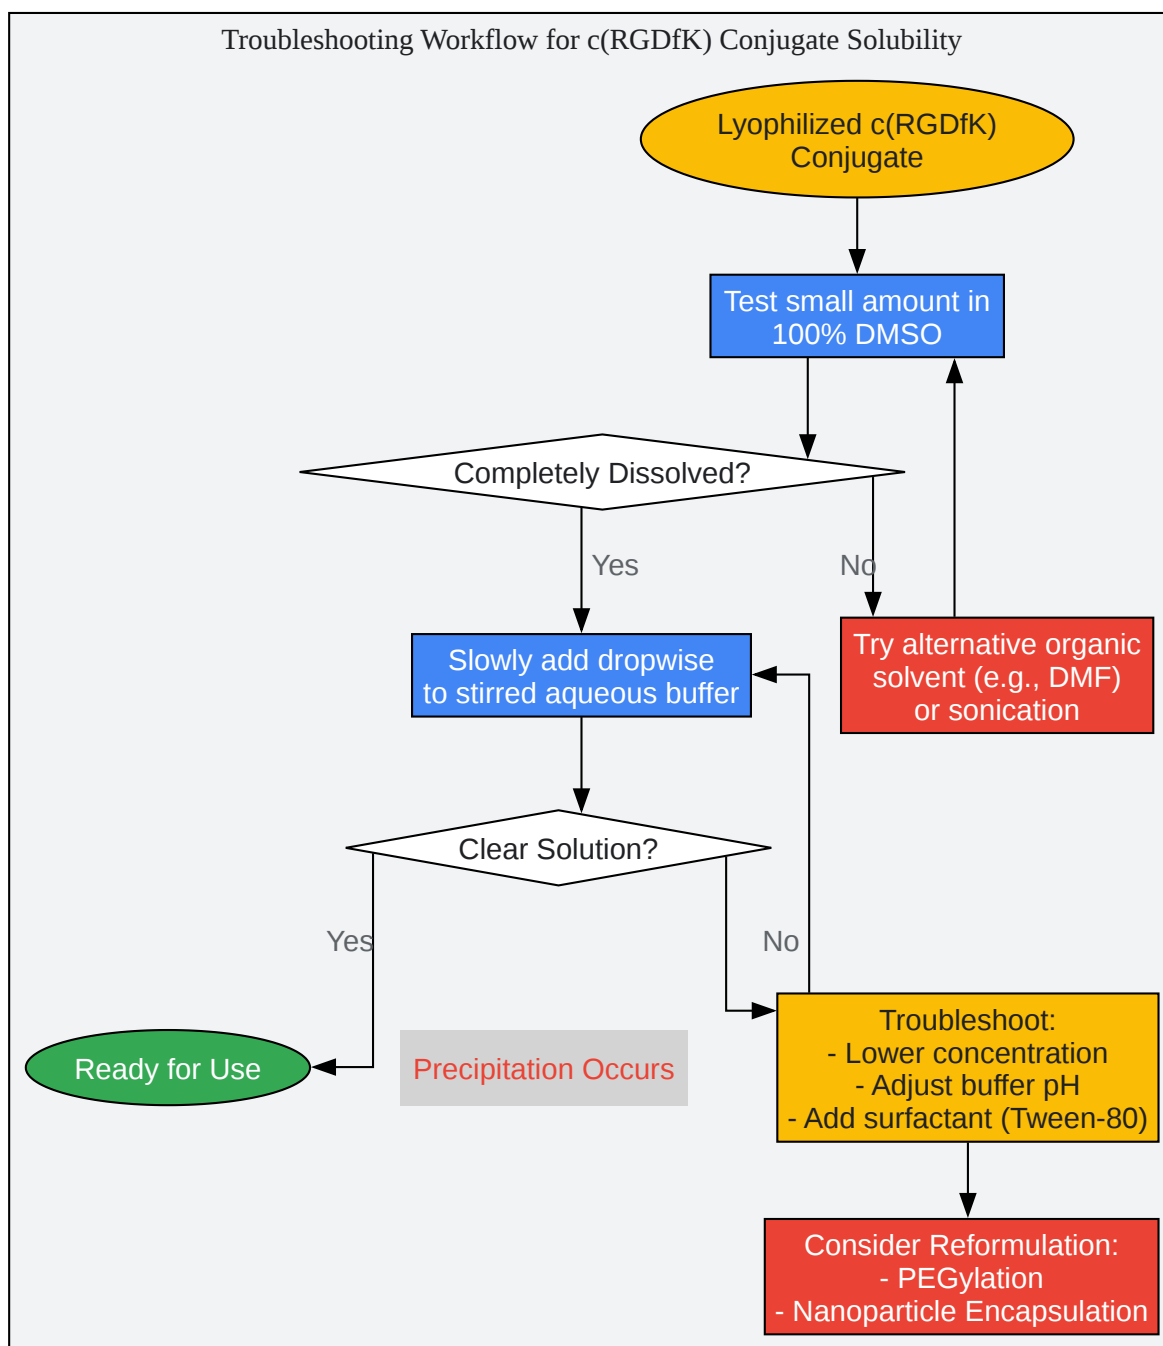 Troubleshooting Workflow for c(RGDfK) Conjugate Solubility
Lyophilized c(RGDfK)
Conjugate
Test small amount in
100% DMSO
Completely Dissolved?
Yes
No
Try alternative organic
solvent (e.g., DMF)
or sonication
Slowly add dropwise
to stirred aqueous buffer
Clear Solution?
Yes
No
Ready for Use
Precipitation Occurs
Troubleshoot:
- Lower concentration
- Adjust buffer pH
- Add surfactant (Tween-80)
Consider Reformulation:
- PEGylation
- Nanoparticle Encapsulation